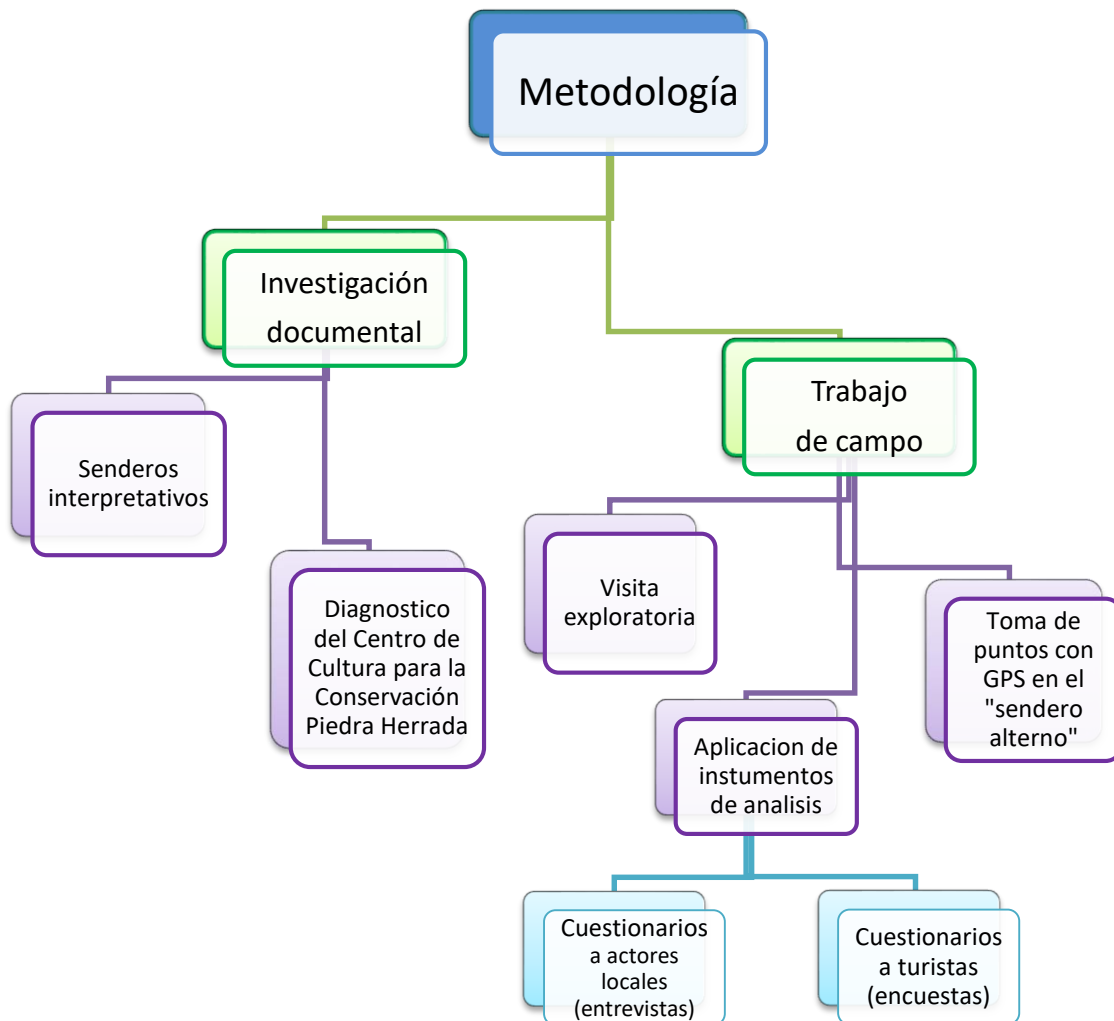 Metodología
Investigación
documental
Trabajo
de campo
Senderos
interpretativos
Diagnostico
del Centro de
Cultura para la
Conservación
Piedra Herrada
Visita
exploratoria
Toma de
puntos con
GPS en el
"sendero
alterno"
Aplicacion de
instumentos
de analisis
Cuestionarios
a actores
locales
(entrevistas)
Cuestionarios
a turistas
(encuestas)